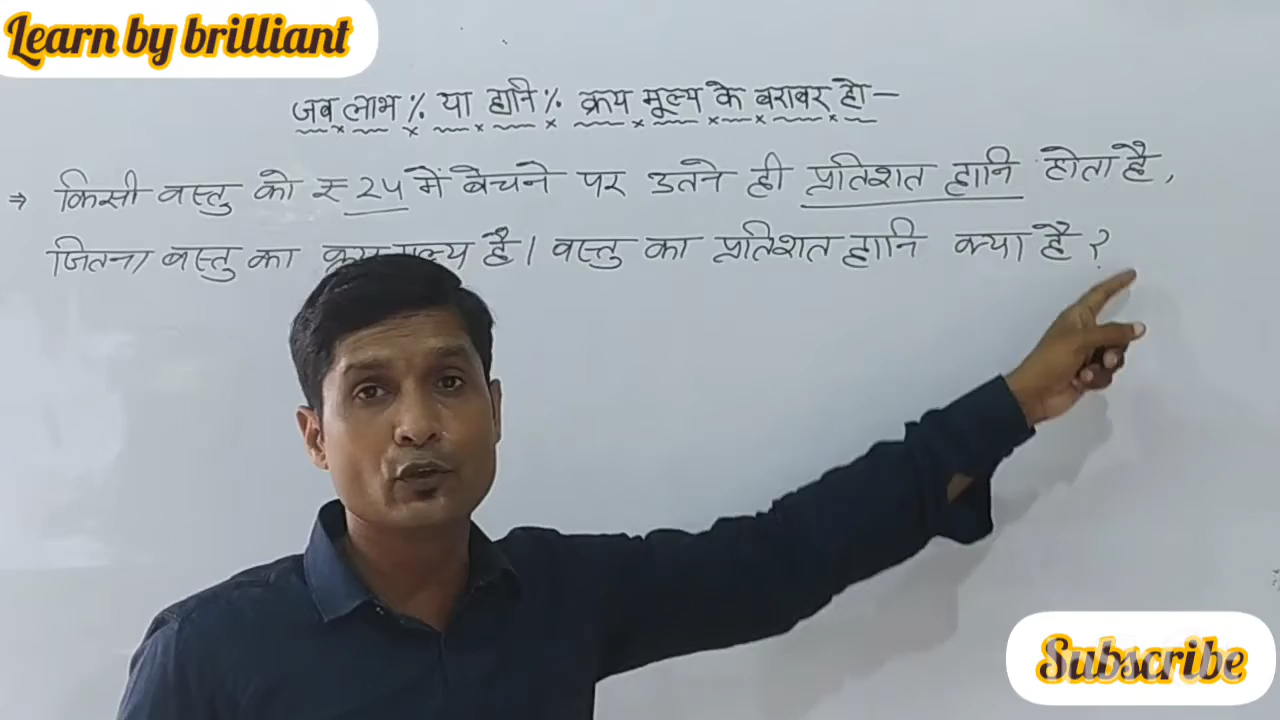 Learn by brilliant
जब लाभ % या हानि % क्रय मूल्य के बराबर हो —
⇒ किसी वस्तु को ₹ 24 में बेचने पर उतने ही प्रतिशत हानि होता है,
जितना वस्तु का क्रय मूल्य है। वस्तु का प्रतिशत हानि क्या है?
Subscribe